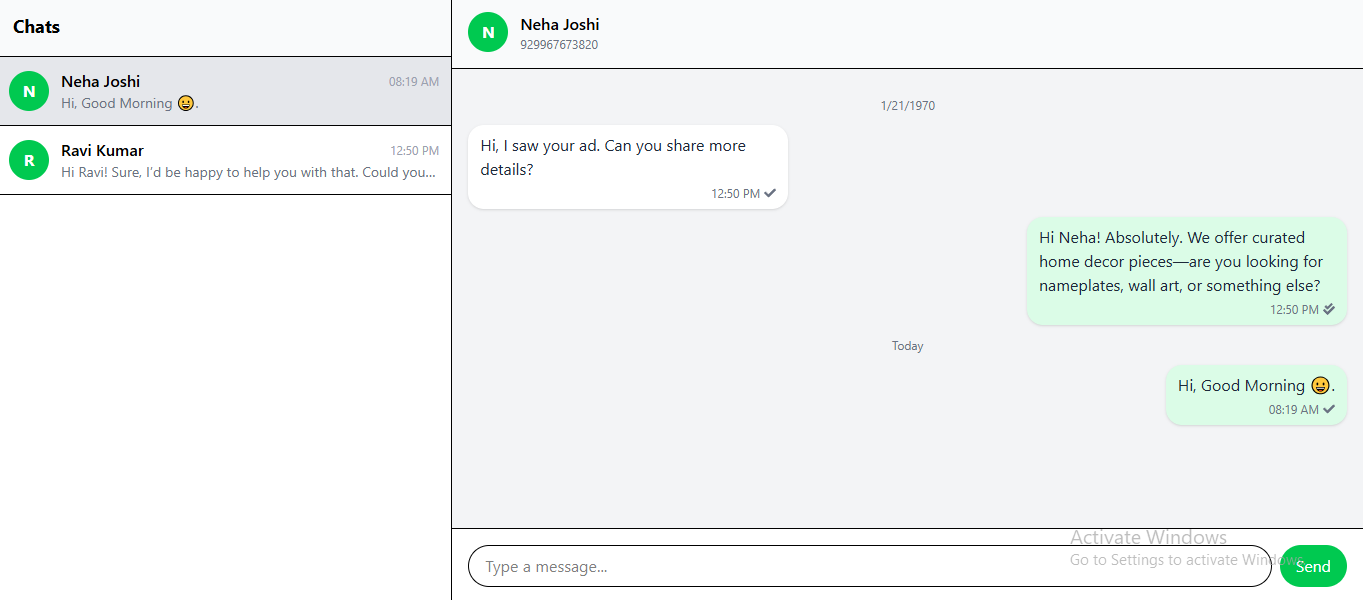 Chats
N
Neha Joshi
08:19 AM
Hi, Good Morning 😀.
R
Ravi Kumar
12:50 PM
Hi Ravi! Sure, I'd be happy to help you with that. Could you...
N
Neha Joshi
929967673820
1/21/1970
Hi, I saw your ad. Can you share more
details?
12:50 PM
Hi Neha! Absolutely. We offer curated
home decor pieces—are you looking for
nameplates, wall art, or something else?
12:50 PM
Today
Hi, Good Morning 😀.
08:19 AM
Activate Windows
Go to Settings to activate Windows.
Type a message...
Send